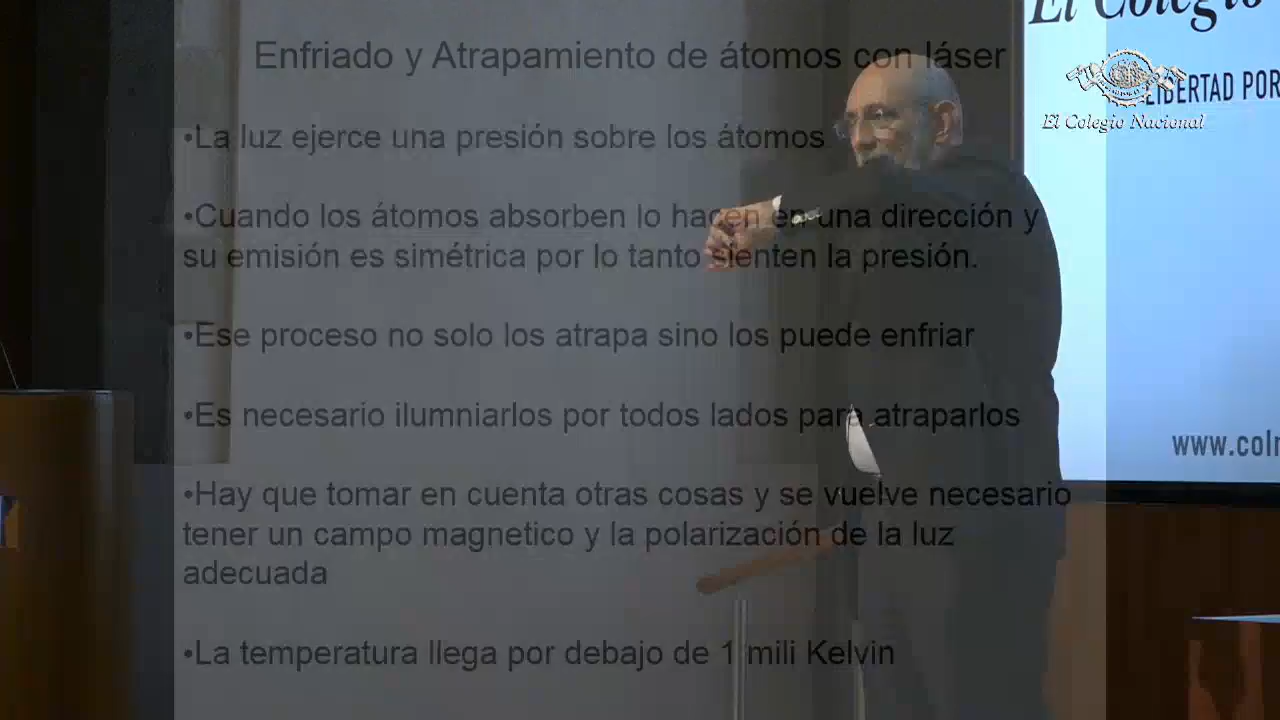 Enfriado y Atrapamiento de átomos con láser
•La luz ejerce una presión sobre los átomos
•Cuando los átomos absorben lo hacen en una dirección y
su emisión es simétrica por lo tanto sienten la presión.
•Ese proceso no solo los atrapa sino los puede enfriar
•Es necesario ilumniarlos por todos lados para atraparlos
•Hay que tomar en cuenta otras cosas y se vuelve necesario
tener un campo magnetico y la polarización de la luz
adecuada
•La temperatura llega por debajo de 1 mili Kelvin
El Colegio
LIBERTAD POR
El Colegio Nacional
www.coln